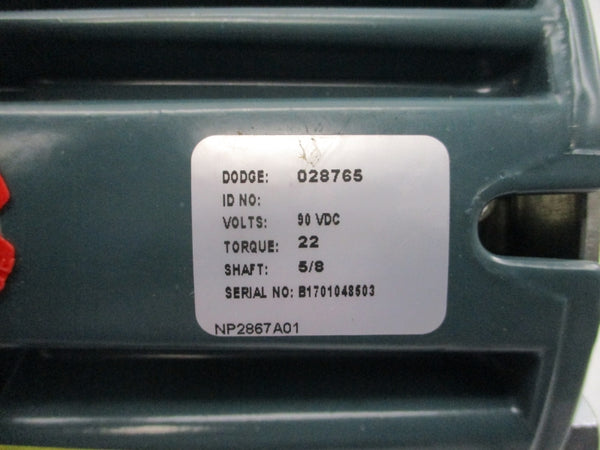 DODGE: 028765
ID NO:
VOLTS: 90 VDC
TORQUE: 22
SHAFT: 5/8
SERIAL NO: B1701048503
NP2867A01